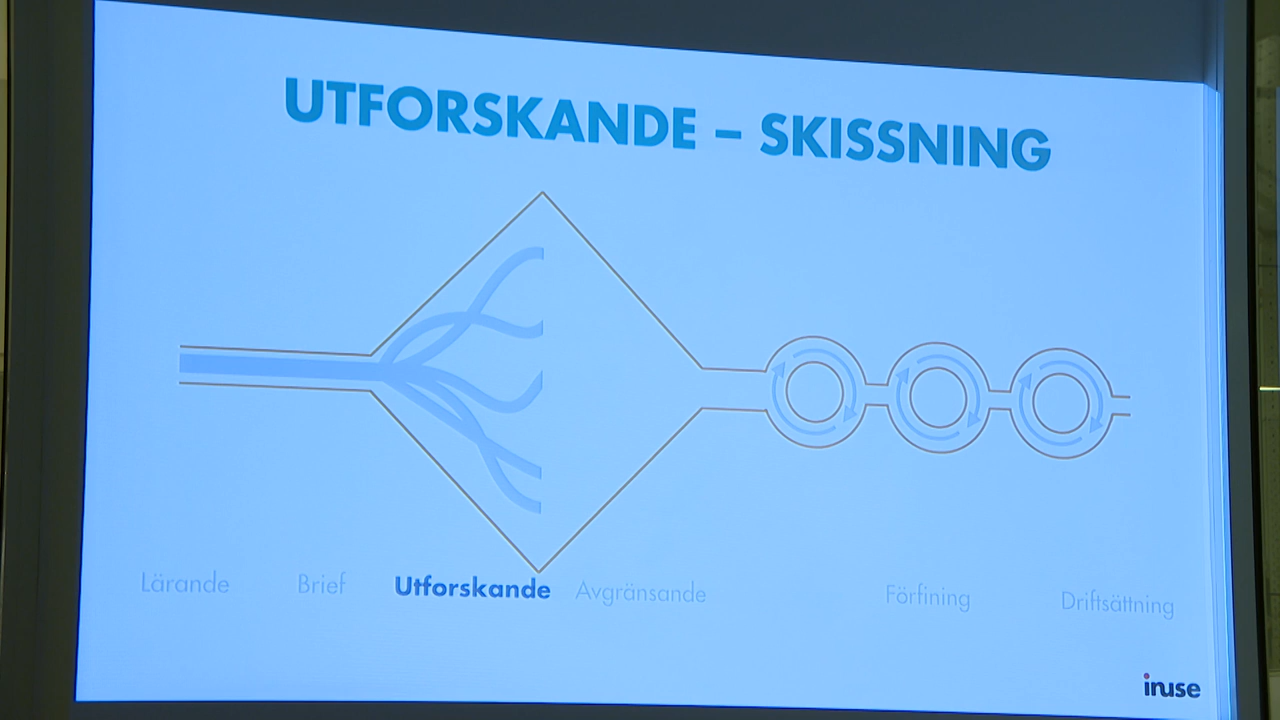 UTFORSKANDE – SKISSNING
Lärande Brief Utforskande Avgränsande Förfining Driftsättning
inuse